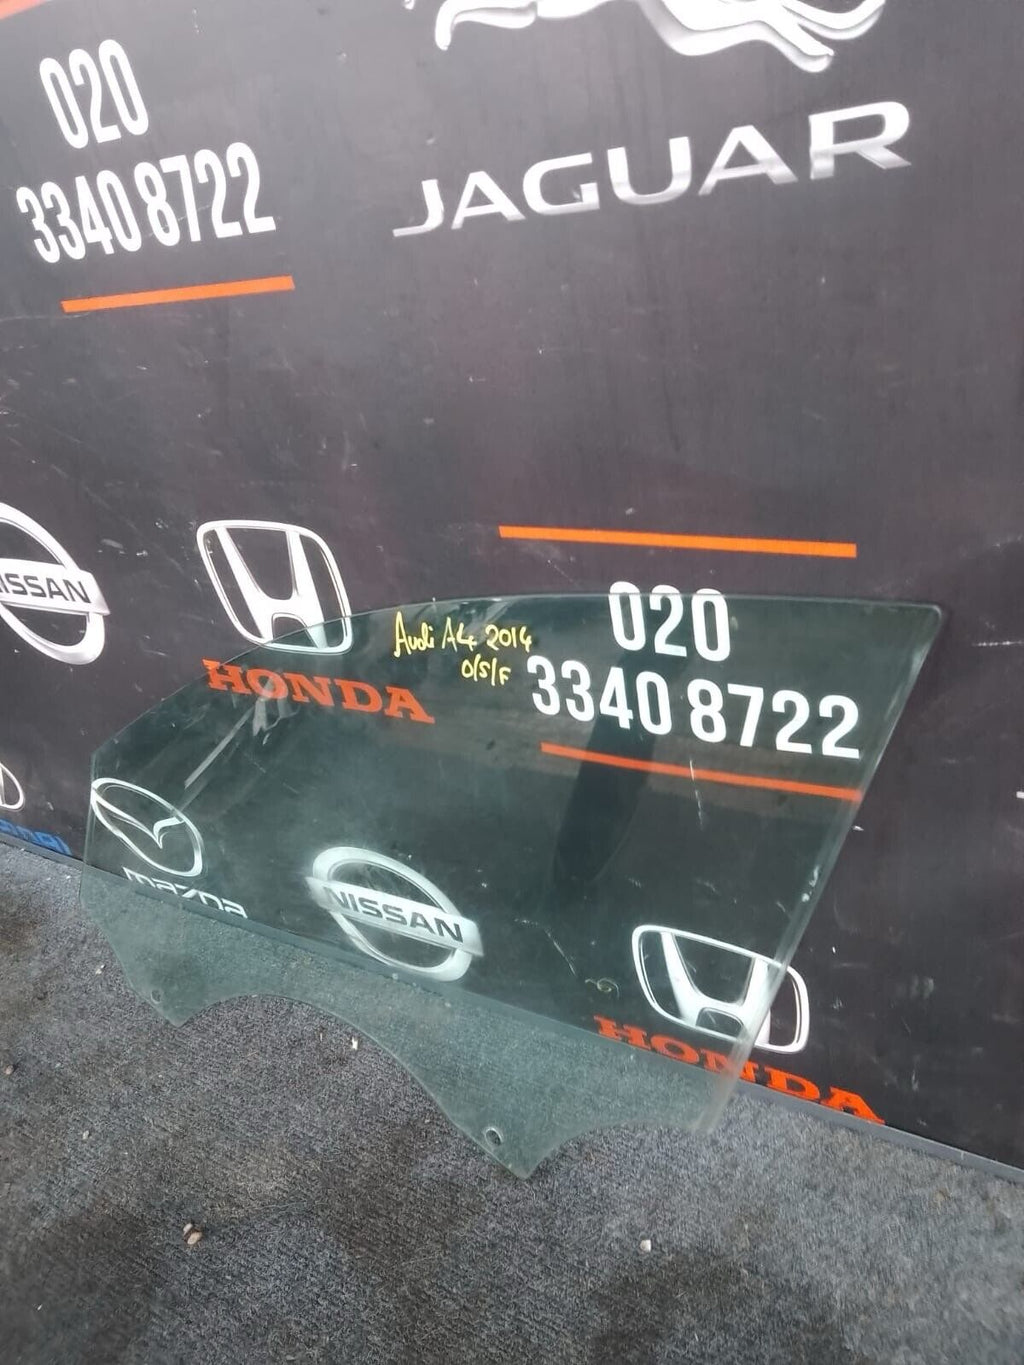 020
3340 8722
JAGUAR
NISSAN
HONDA
Audi A4 2014
O/S/F
020
3340 8722
mazda
NISSAN
HONDA